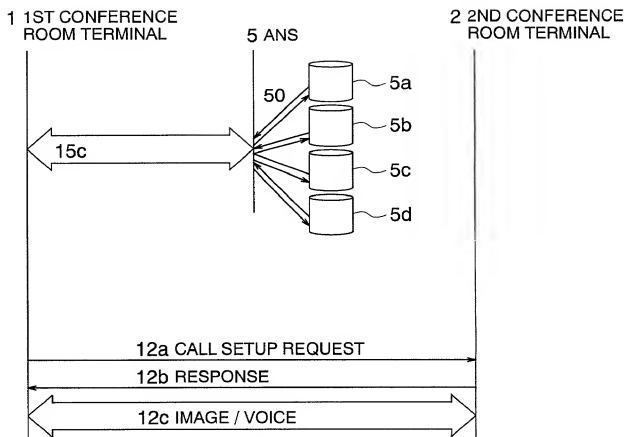 1 1ST CONFERENCE
ROOM TERMINAL
5 ANS
2 2ND CONFERENCE
ROOM TERMINAL
50
5a
5b
5c
5d
15c
12a CALL SETUP REQUEST
12b RESPONSE
12c IMAGE / VOICE